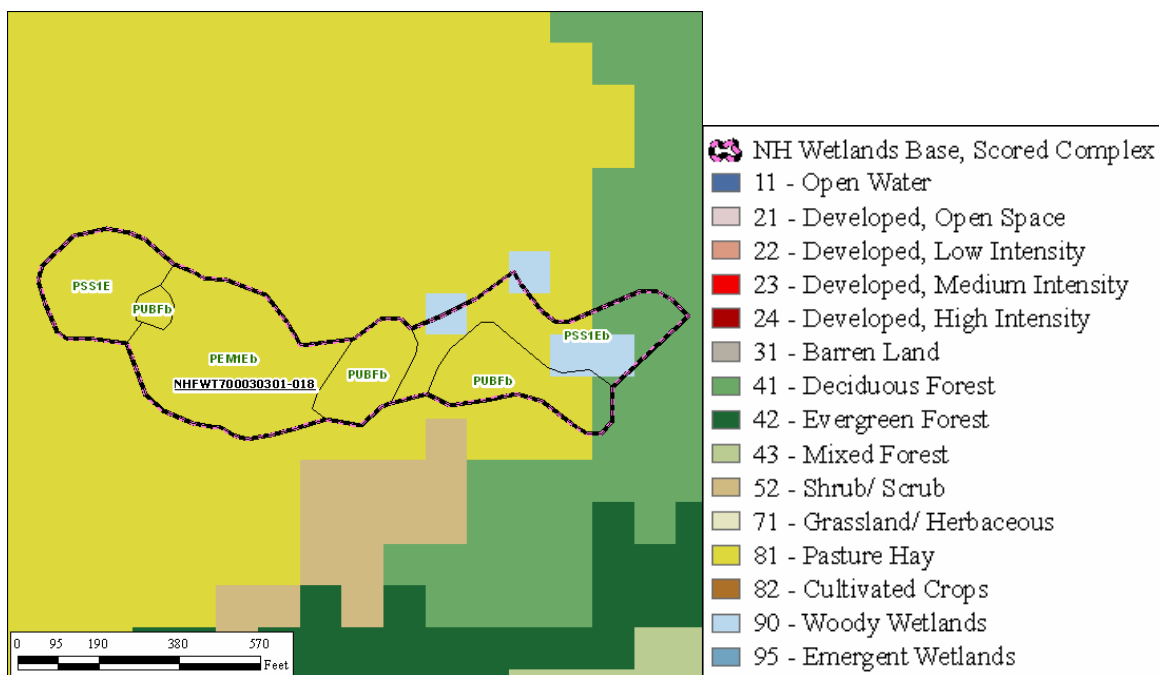 PSS1E
PUBFb
PEM1Eb
NHFWT700030301-018
PUBFb
PSS1Eb
PUBFb
0 95 190 380 570
Feet
NH Wetlands Base, Scored Complex
11 - Open Water
21 - Developed, Open Space
22 - Developed, Low Intensity
23 - Developed, Medium Intensity
24 - Developed, High Intensity
31 - Barren Land
41 - Deciduous Forest
42 - Evergreen Forest
43 - Mixed Forest
52 - Shrub/ Scrub
71 - Grassland/ Herbaceous
81 - Pasture Hay
82 - Cultivated Crops
90 - Woody Wetlands
95 - Emergent Wetlands